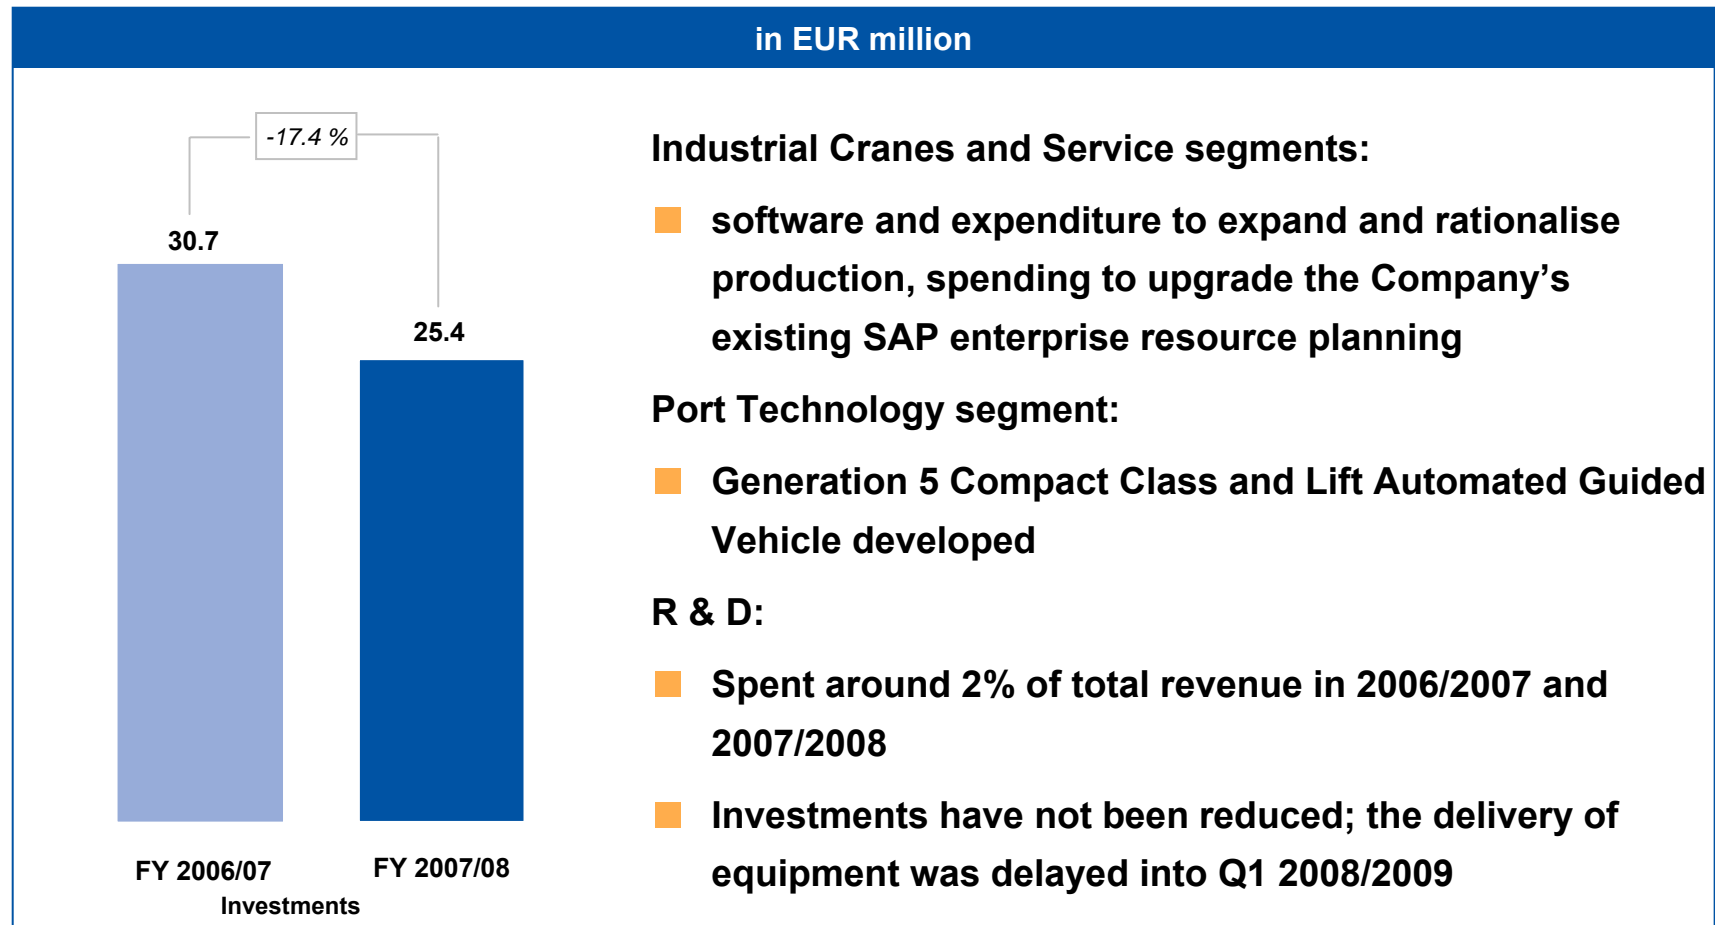 in EUR million
-17.4 %
30.7
25.4
FY 2006/07
FY 2007/08
Investments
Industrial Cranes and Service segments:
software and expenditure to expand and rationalise
production, spending to upgrade the Company’s
existing SAP enterprise resource planning
Port Technology segment:
Generation 5 Compact Class and Lift Automated Guided
Vehicle developed
R & D:
Spent around 2% of total revenue in 2006/2007 and
2007/2008
Investments have not been reduced; the delivery of
equipment was delayed into Q1 2008/2009